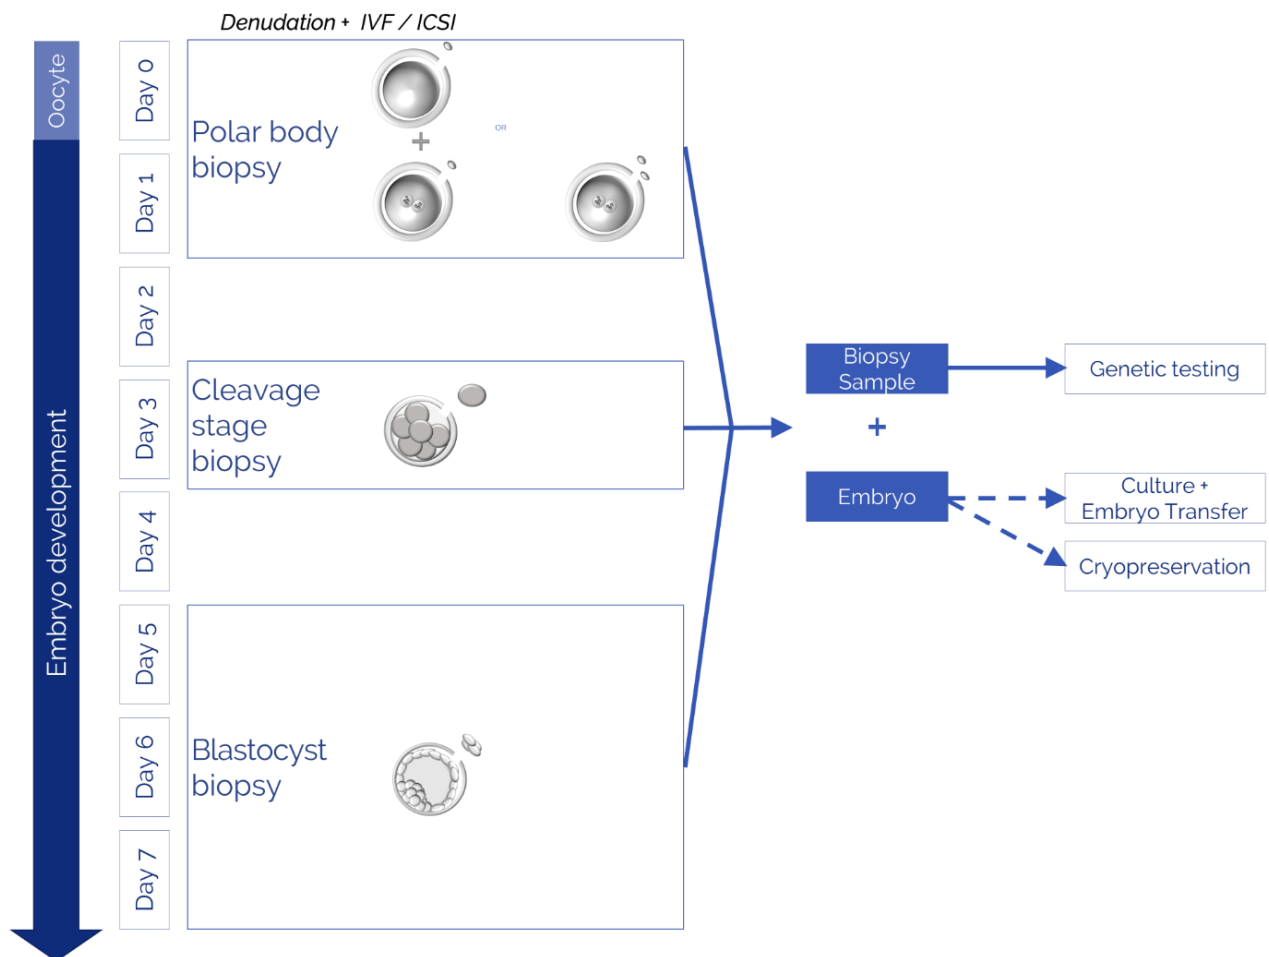 Denudation + IVF / ICSI
Oocyte
Embryo development
Day 0
Day 1
Day 2
Day 3
Day 4
Day 5
Day 6
Day 7
Polar body
biopsy
+
OR
Cleavage
stage
biopsy
Blastocyst
biopsy
Biopsy
Sample
+
Embryo
Genetic testing
Culture +
Embryo Transfer
Cryopreservation